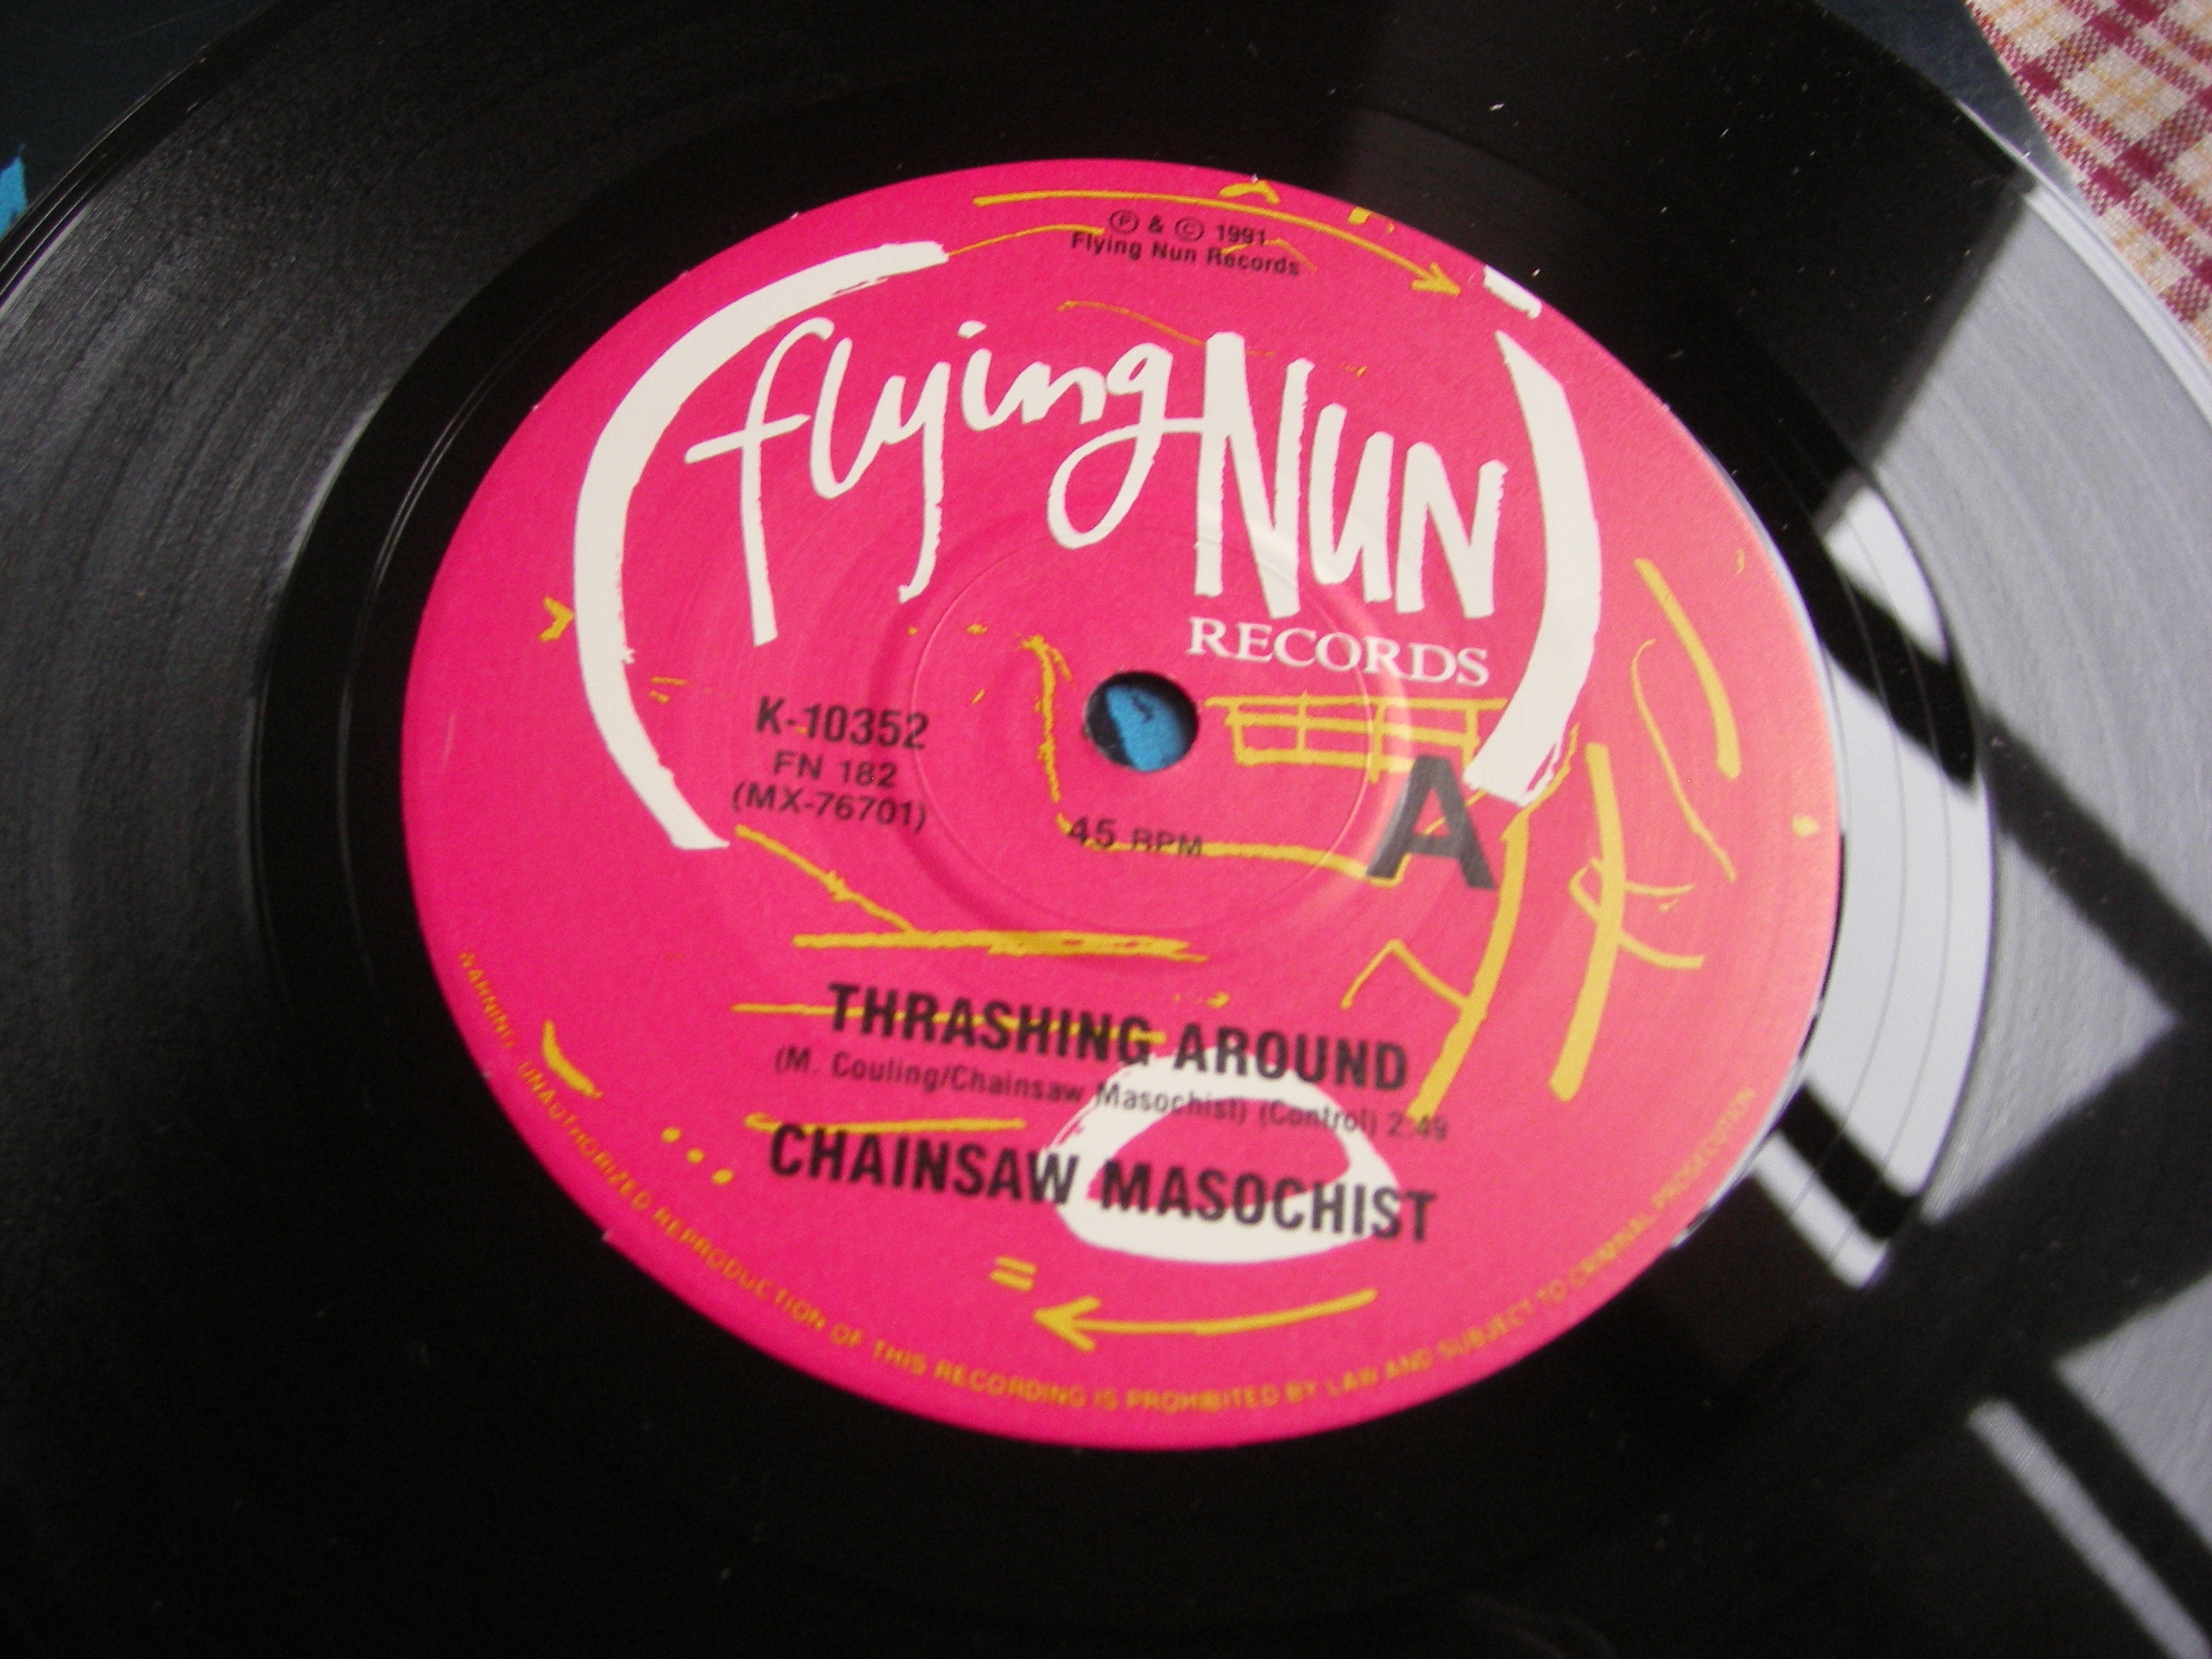 Ⓟ & Ⓒ 1991
Flying Nun Records
flying NUN
RECORDS
K-10352
FN 182
(MX-76701)
45 RPM
A
THRASHING AROUND
(M. Couling/Chainsaw Masochist) (Control) 2:49
CHAINSAW MASOCHIST
WARNING. UNAUTHORIZED REPRODUCTION OF THIS RECORDING IS PROHIBITED BY LAW AND SUBJECT TO CRIMINAL PROSECUTION